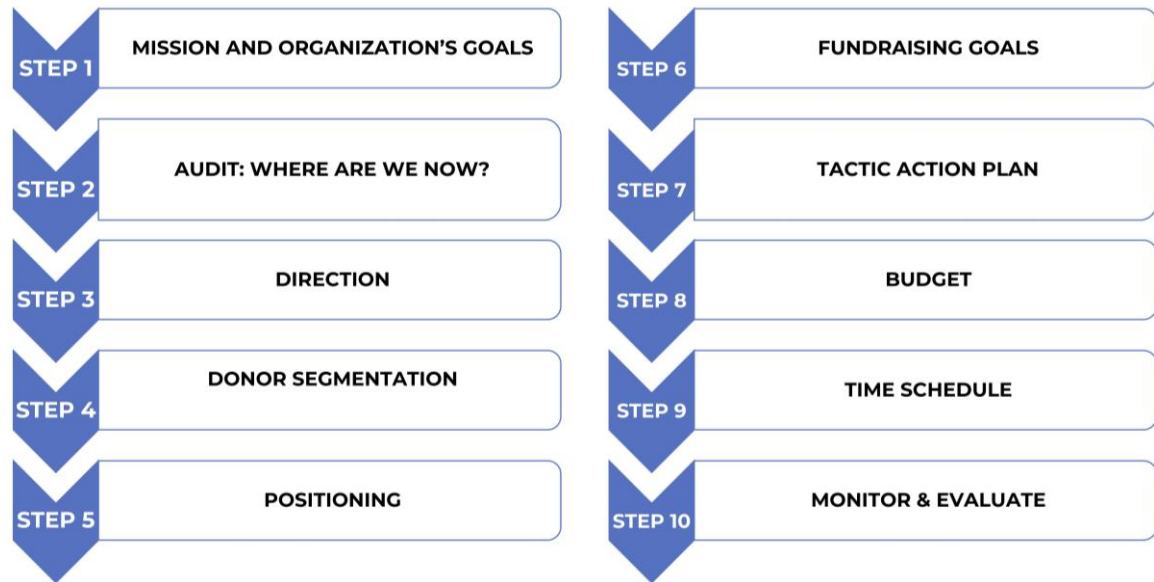 STEP 1
MISSION AND ORGANIZATION'S GOALS
STEP 2
AUDIT: WHERE ARE WE NOW?
STEP 3
DIRECTION
STEP 4
DONOR SEGMENTATION
STEP 5
POSITIONING
STEP 6
FUNDRAISING GOALS
STEP 7
TACTIC ACTION PLAN
STEP 8
BUDGET
STEP 9
TIME SCHEDULE
STEP 10
MONITOR & EVALUATE